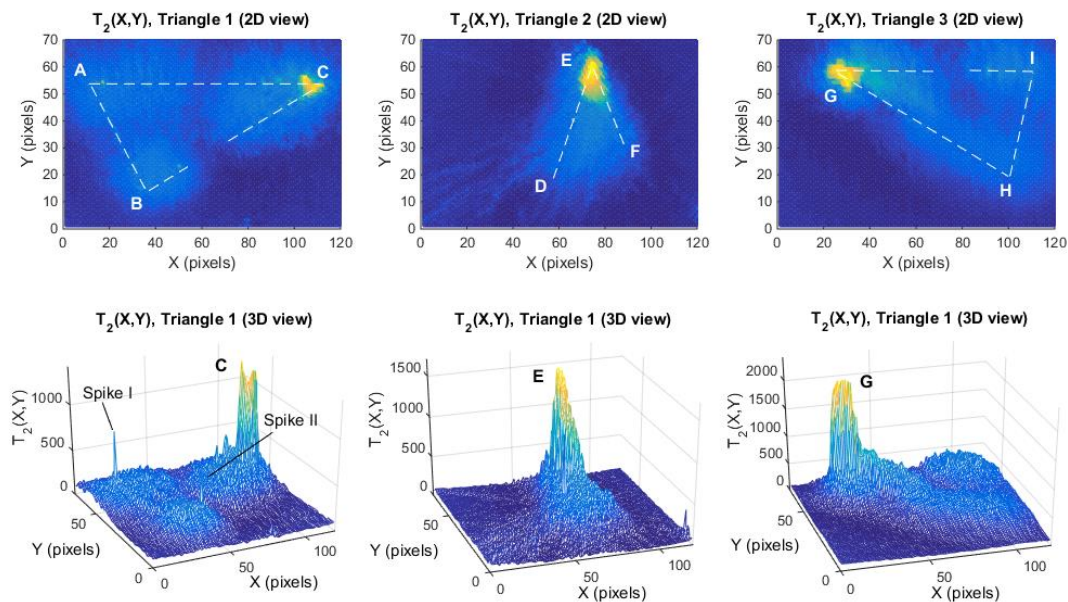 T2(X,Y), Triangle 1 (2D view)
T2(X,Y), Triangle 2 (2D view)
T2(X,Y), Triangle 3 (2D view)
70
60
50
40
30
20
10
0
Y (pixels)
A
C
B
0 20 40 60 80 100 120
X (pixels)
70
60
50
40
30
20
10
0
Y (pixels)
E
D
F
0 20 40 60 80 100 120
X (pixels)
70
60
50
40
30
20
10
0
Y (pixels)
G
I
H
0 20 40 60 80 100 120
X (pixels)
T2(X,Y), Triangle 1 (3D view)
T2(X,Y), Triangle 1 (3D view)
T2(X,Y), Triangle 1 (3D view)
T2(X,Y)
1000
500
0
Spike I
C
Spike II
50
0
Y (pixels)
0 50 100
X (pixels)
T2(X,Y)
1500
1000
500
0
E
50
0
Y (pixels)
0 50 100
X (pixels)
T2(X,Y)
2000
1500
1000
500
0
G
50
0
Y (pixels)
0 50 100
X (pixels)